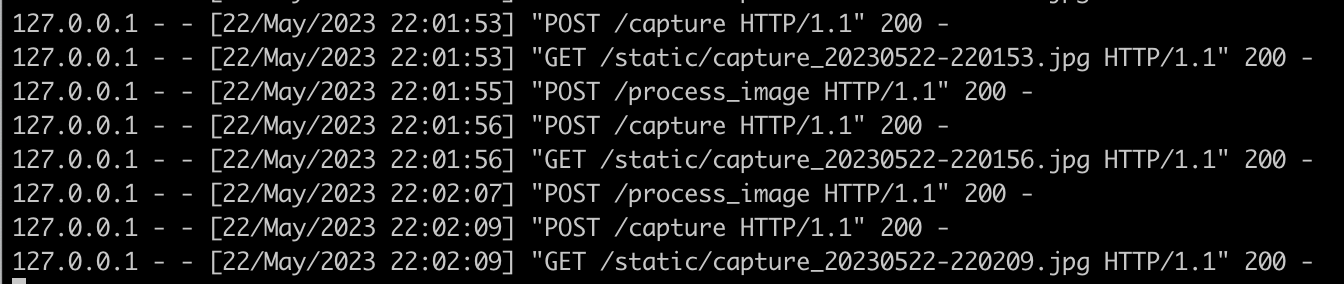 127.0.0.1 - - [22/May/2023 22:01:53] "POST /capture HTTP/1.1" 200 -
127.0.0.1 - - [22/May/2023 22:01:53] "GET /static/capture_20230522-220153.jpg HTTP/1.1" 200 -
127.0.0.1 - - [22/May/2023 22:01:55] "POST /process_image HTTP/1.1" 200 -
127.0.0.1 - - [22/May/2023 22:01:56] "POST /capture HTTP/1.1" 200 -
127.0.0.1 - - [22/May/2023 22:01:56] "GET /static/capture_20230522-220156.jpg HTTP/1.1" 200 -
127.0.0.1 - - [22/May/2023 22:02:07] "POST /process_image HTTP/1.1" 200 -
127.0.0.1 - - [22/May/2023 22:02:09] "POST /capture HTTP/1.1" 200 -
127.0.0.1 - - [22/May/2023 22:02:09] "GET /static/capture_20230522-220209.jpg HTTP/1.1" 200 -